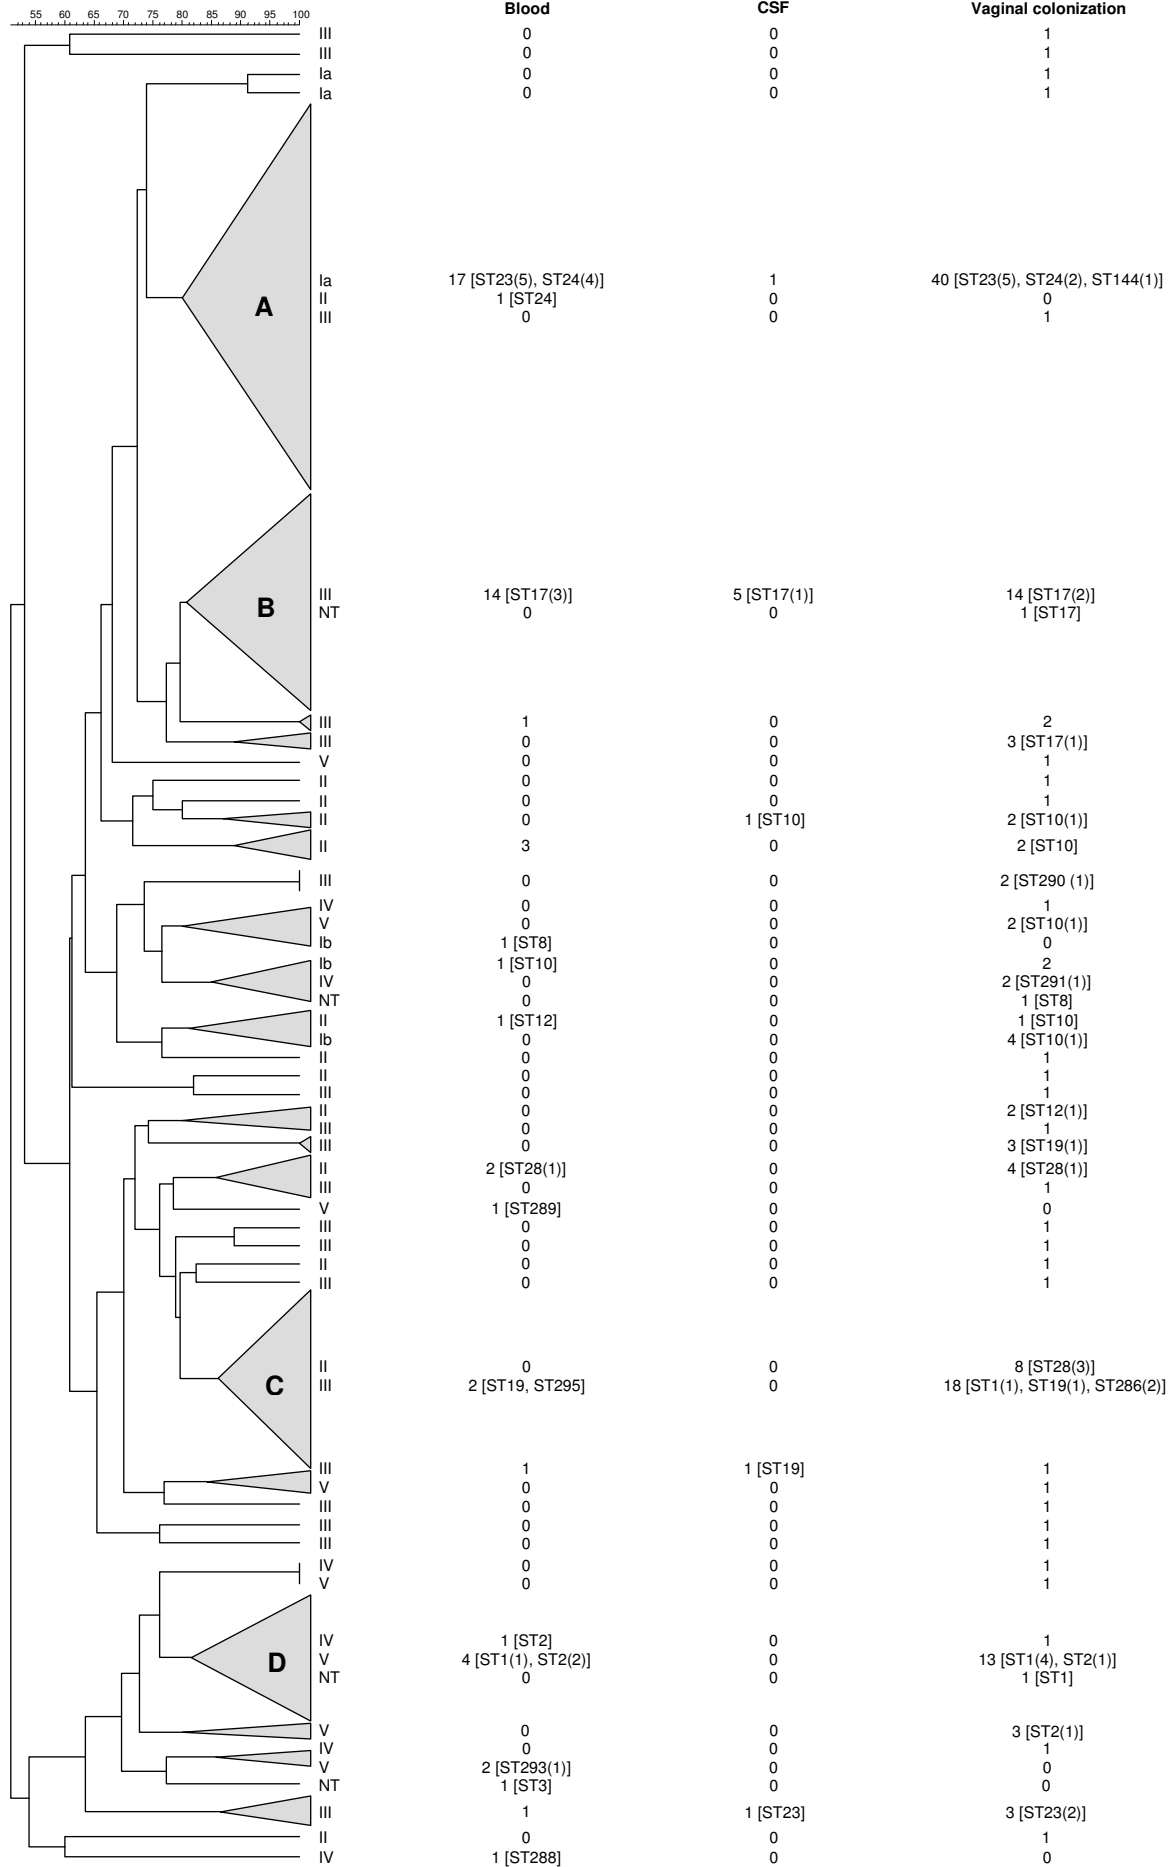 55 60 65 70 75 80 85 90 95 100 Blood CSF Vaginal colonization
III 0 0 1
III 0 0 1
Ia 0 0 1
Ia 0 0 1
Ia 17 [ST23(5), ST24(4)] 1 40 [ST23(5), ST24(2), ST144(1)]
II 1 [ST24] 0 0
A
III 0 0 1
III 14 [ST17(3)] 5 [ST17(1)] 14 [ST17(2)]
B
NT 0 0 1 [ST17]
III 1 0 2
III 0 0 3 [ST17(1)]
V 0 0 1
II 0 0 1
II 0 0 1
II 0 1 [ST10] 2 [ST10(1)]
II 3 0 2 [ST10]
III 0 0 2 [ST290 (1)]
IV 0 0 1
V 0 0 2 [ST10(1)]
Ib 1 [ST8] 0 0
Ib 1 [ST10] 0 2
IV 0 0 2 [ST291(1)]
NT 0 0 1 [ST8]
II 1 [ST12] 0 1 [ST10]
Ib 0 0 4 [ST10(1)]
II 0 0 1
II 0 0 1
III 0 0 1
II 0 0 2 [ST12(1)]
III 0 0 1
III 0 0 3 [ST19(1)]
II 2 [ST28(1)] 0 4 [ST28(1)]
III 0 0 1
V 1 [ST289] 0 0
III 0 0 1
III 0 0 1
II 0 0 1
III 0 0 1
II 0 0 8 [ST28(3)]
C III 2 [ST19, ST295] 0 18 [ST1(1), ST19(1), ST286(2)]
III 1 1 [ST19] 1
V 0 0 1
III 0 0 1
III 0 0 1
III 0 0 1
IV 0 0 1
V 0 0 1
IV 1 [ST2] 0 1
D V 4 [ST1(1), ST2(2)] 0 13 [ST1(4), ST2(1)]
NT 0 0 1 [ST1]
V 0 0 3 [ST2(1)]
IV 0 0 1
V 2 [ST293(1)] 0 0
NT 1 [ST3] 0 0
III 1 1 [ST23] 3 [ST23(2)]
II 0 0 1
IV 1 [ST288] 0 0